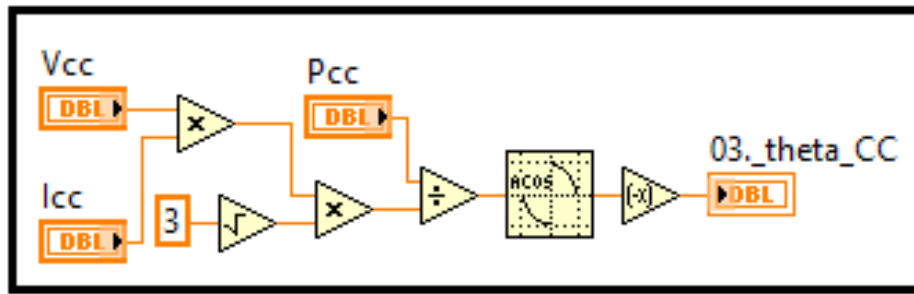 Vcc
DBL
Pcc
DBL
×
Icc
DBL
3
√
×
÷
ACOS
(-X)
03._theta_CC
DBL